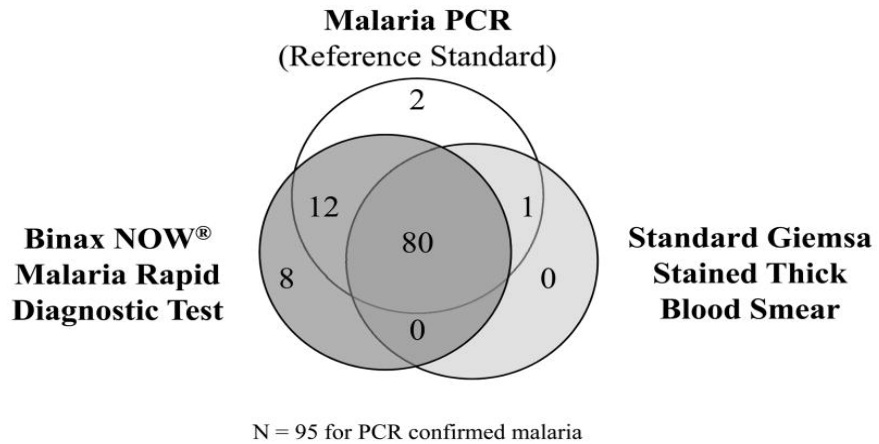 Malaria PCR
(Reference Standard)
2
12
1
80
Binax NOW®
Malaria Rapid
Diagnostic Test
8
0
0
Standard Giemsa
Stained Thick
Blood Smear
N = 95 for PCR confirmed malaria